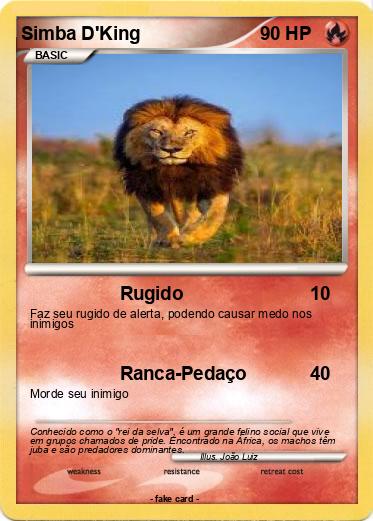 Simba D'King 90 HP
BASIC
Rugido 10
Faz seu rugido de alerta, podendo causar medo nos
inimigos
Ranca-Pedaço 40
Morde seu inimigo
Conhecido como o "rei da selva", é um grande felino social que vive
em grupos chamados de pride. Encontrado na África, os machos têm
juba e são predadores dominantes.
Illus. João Luiz
weakness resistance retreat cost
- fake card -